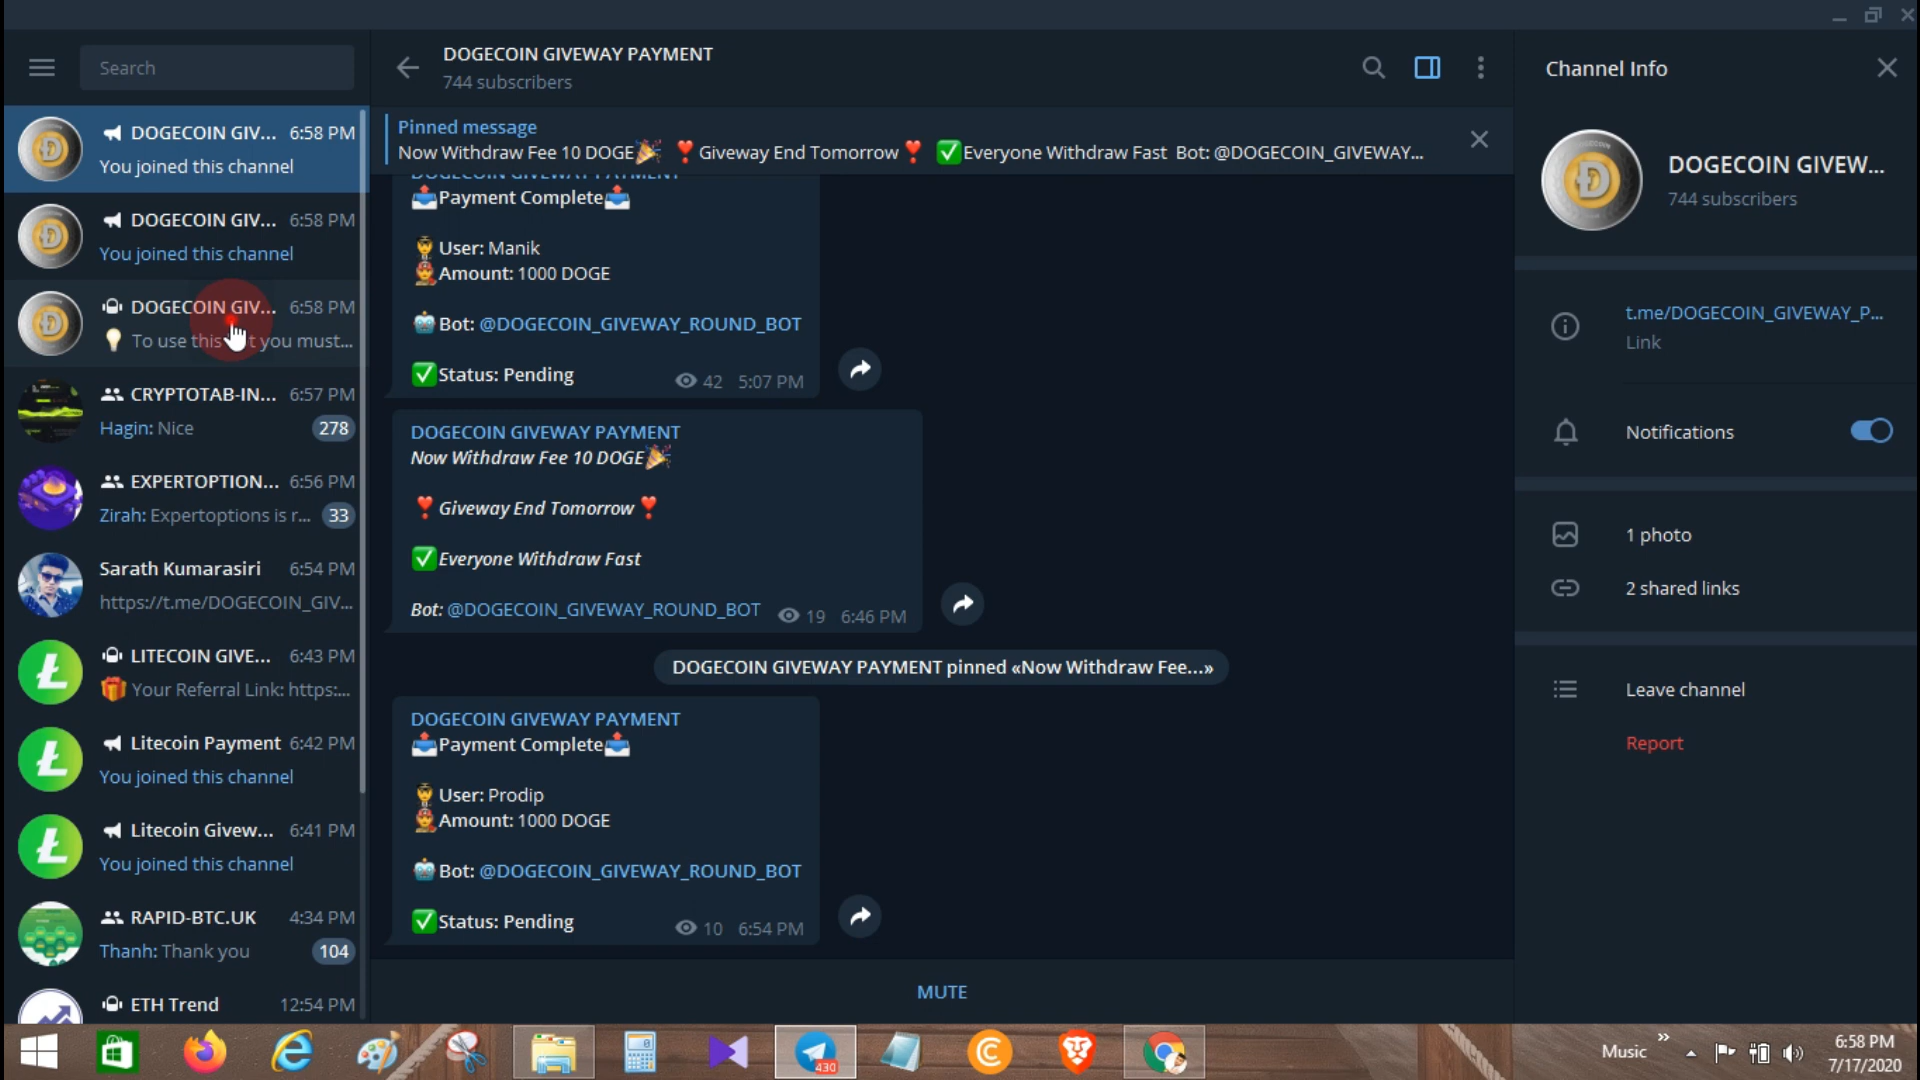 Search
DOGECOIN GIV... 6:58 PM
You joined this channel
DOGECOIN GIV... 6:58 PM
You joined this channel
DOGECOIN GIV... 6:58 PM
To use this you must...
CRYPTOTAB-IN... 6:57 PM
Hagin: Nice 278
EXPERTOPTION... 6:56 PM
Zirah: Expertoptions is r... 33
Sarath Kumarasiri 6:54 PM
https://t.me/DOGECOIN_GIV...
LITECOIN GIVE... 6:43 PM
Your Referral Link: https:...
Litecoin Payment 6:42 PM
You joined this channel
Litecoin Givew... 6:41 PM
You joined this channel
RAPID-BTC.UK 4:34 PM
Thanh: Thank you 104
ETH Trend 12:54 PM
DOGECOIN GIVEWAY PAYMENT
744 subscribers
Pinned message
Now Withdraw Fee 10 DOGE🎉 ❣Giveway End Tomorrow❣ ✅Everyone Withdraw Fast Bot: @DOGECOIN_GIVEWAY...
DOGECOIN GIVEWAY PAYMENT
📤Payment Complete📤
User: Manik
Amount: 1000 DOGE
🤖Bot: @DOGECOIN_GIVEWAY_ROUND_BOT
✅Status: Pending 42 5:07 PM
DOGECOIN GIVEWAY PAYMENT
Now Withdraw Fee 10 DOGE🎉
❣Giveway End Tomorrow❣
✅Everyone Withdraw Fast
Bot: @DOGECOIN_GIVEWAY_ROUND_BOT 19 6:46 PM
DOGECOIN GIVEWAY PAYMENT pinned «Now Withdraw Fee...»
DOGECOIN GIVEWAY PAYMENT
📤Payment Complete📤
User: Prodip
Amount: 1000 DOGE
🤖Bot: @DOGECOIN_GIVEWAY_ROUND_BOT
✅Status: Pending 10 6:54 PM
MUTE
Channel Info
DOGECOIN GIVEW...
744 subscribers
t.me/DOGECOIN_GIVEWAY_P...
Link
Notifications
1 photo
2 shared links
Leave channel
Report
430
Music
6:58 PM
7/17/2020